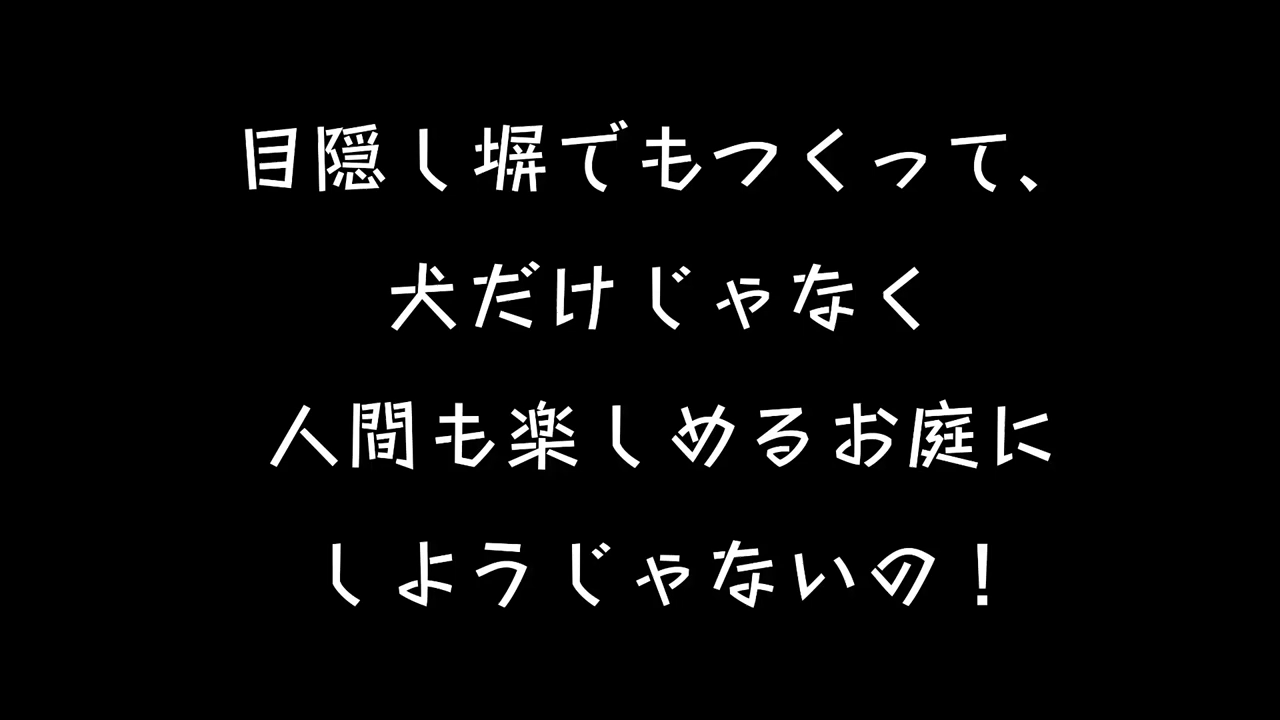 目隠し塀でもつくって、
犬だけじゃなく
人間も楽しめるお庭に
しようじゃないの！